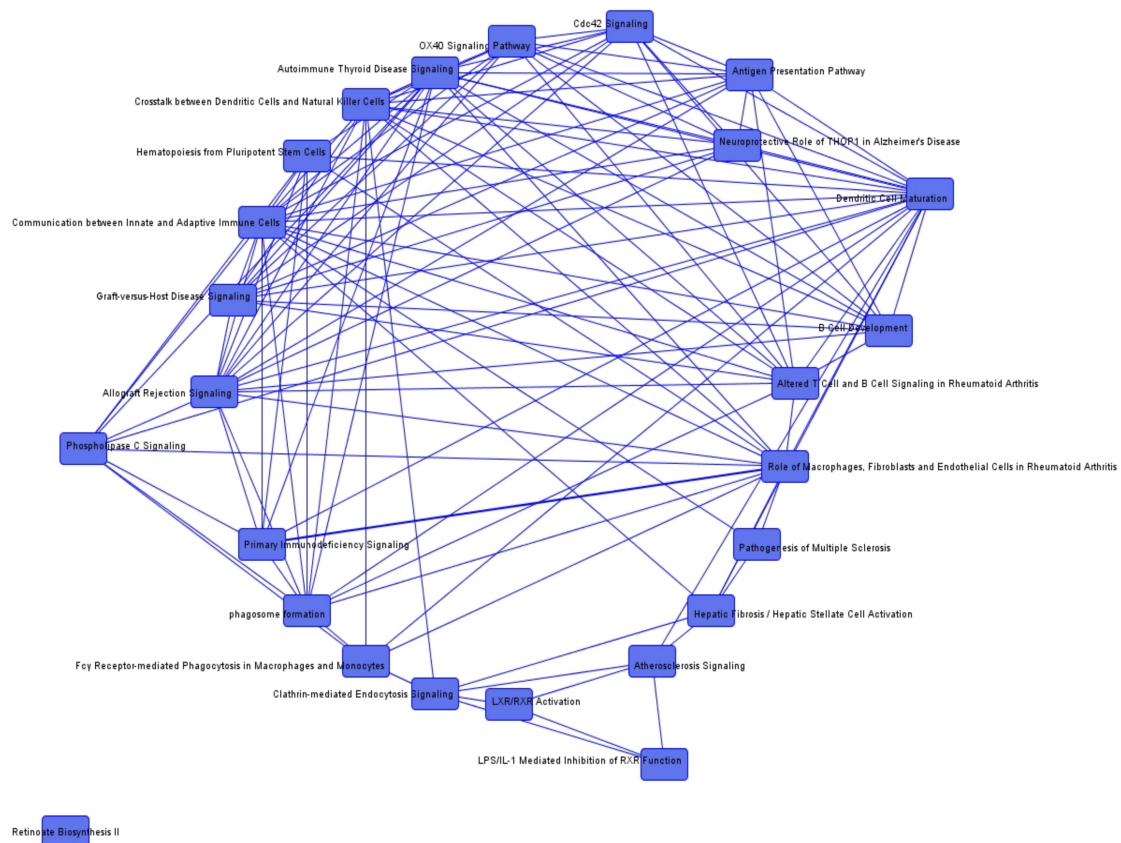 Cdc42 Signaling
OX40 Signaling Pathway
Autoimmune Thyroid Disease Signaling
Antigen Presentation Pathway
Crosstalk between Dendritic Cells and Natural Killer Cells
Neuroprotective Role of THOP1 in Alzheimer's Disease
Hematopoiesis from Pluripotent Stem Cells
Dendritic Cell Maturation
Communication between Innate and Adaptive Immune Cells
Graft-versus-Host Disease Signaling
B Cell Development
Altered T Cell and B Cell Signaling in Rheumatoid Arthritis
Allograft Rejection Signaling
Phospholipase C Signaling
Role of Macrophages, Fibroblasts and Endothelial Cells in Rheumatoid Arthritis
Primary Immunodeficiency Signaling
Pathogenesis of Multiple Sclerosis
phagosome formation
Hepatic Fibrosis / Hepatic Stellate Cell Activation
Fcγ Receptor-mediated Phagocytosis in Macrophages and Monocytes
Atherosclerosis Signaling
Clathrin-mediated Endocytosis Signaling
LXR/RXR Activation
LPS/IL-1 Mediated Inhibition of RXR Function
Retinoate Biosynthesis II